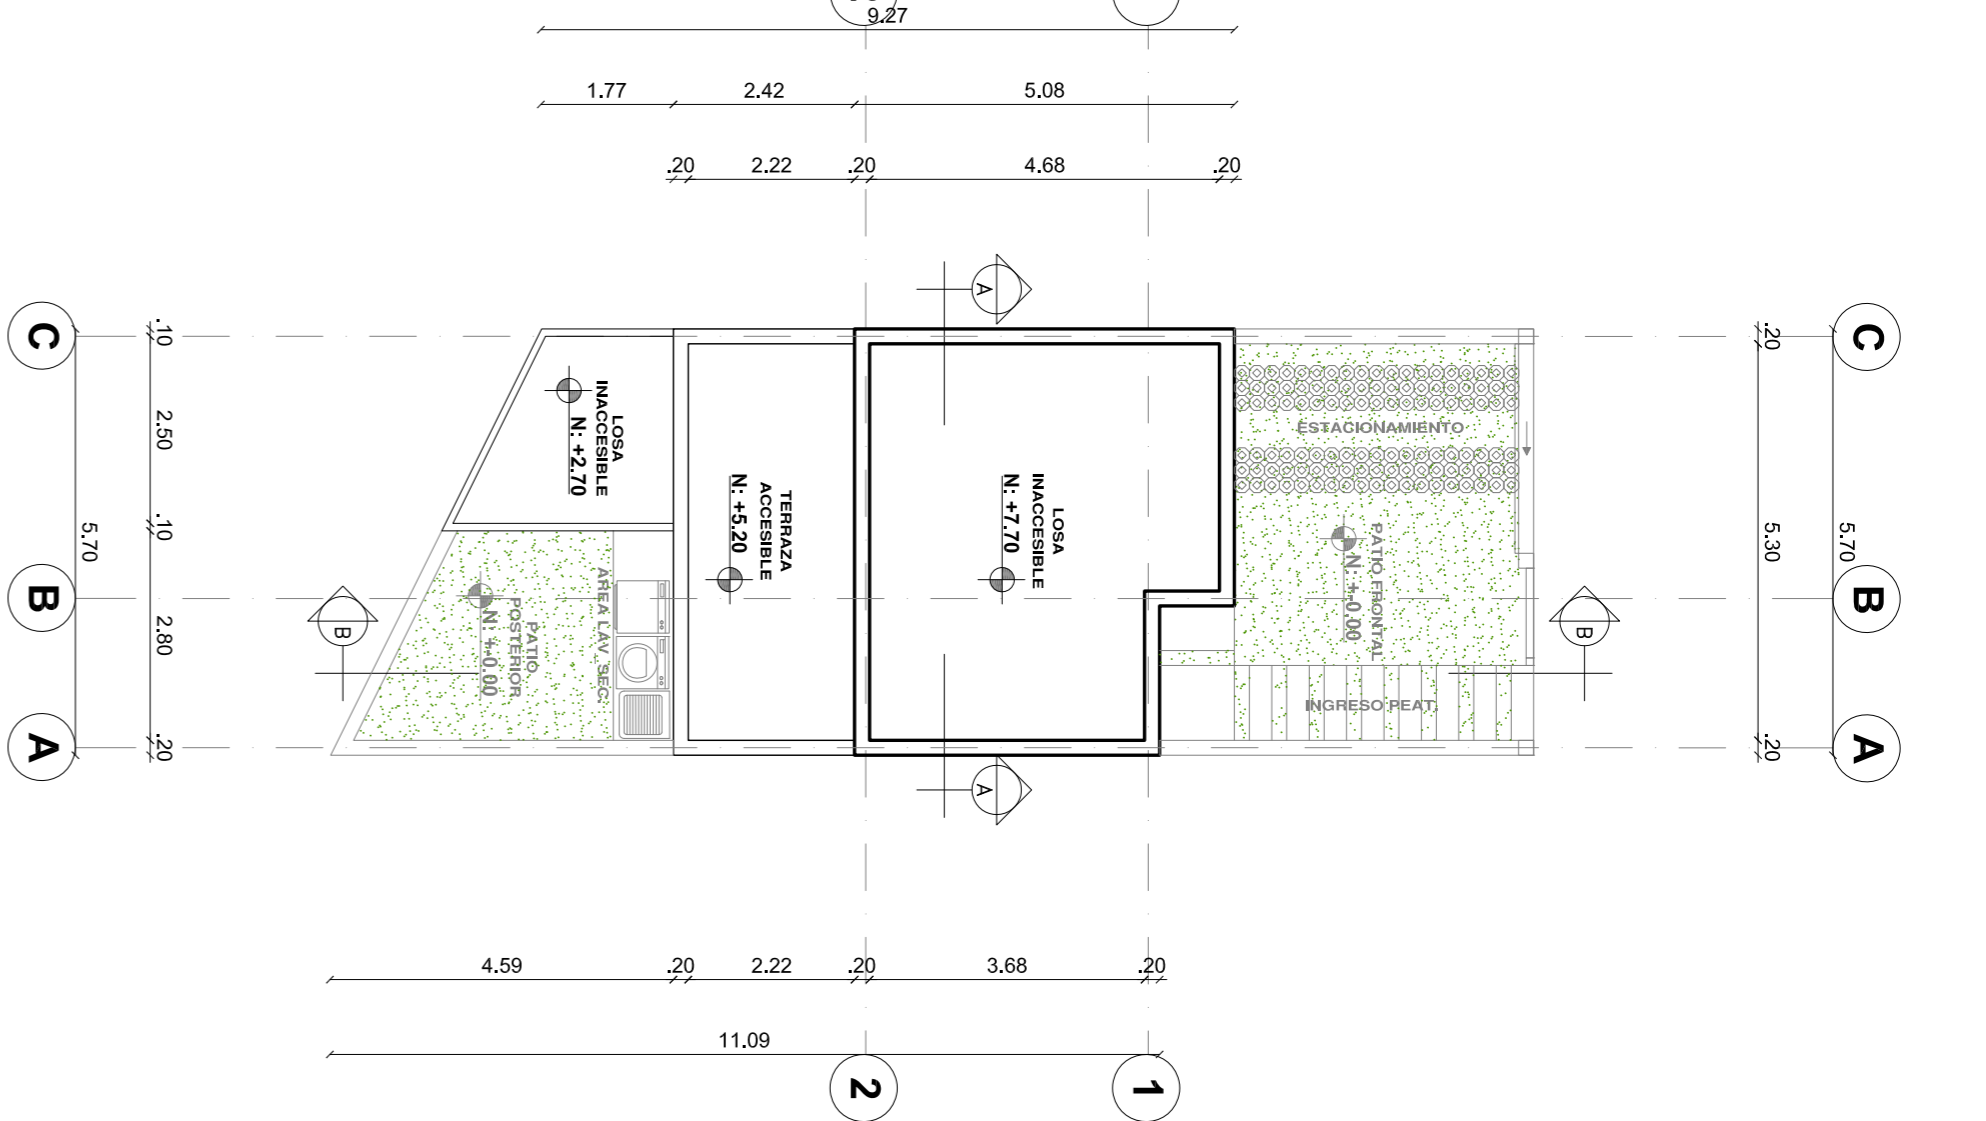 9.27
1.77 2.42 5.08
.20 2.22 .20 4.68 .20
A
C
.10
.20
C
LOSA
INACCESIBLE
N: +2.70
2.50
.10
TERRAZA
ACCESIBLE
N: +5.20
LOSA
INACCESIBLE
N: +7.70
ESTACIONAMIENTO
PATIO FRONTAL
N: +-0.00
5.30
5.70
5.70
B
B
PATIO
POSTERIOR
N: +-0.00
AREA LAV. SEC.
2.80
B
B
INGRESO PEAT.
A
.20
.20
A
A
4.59 .20 2.22 .20 3.68 .20
11.09
2 1